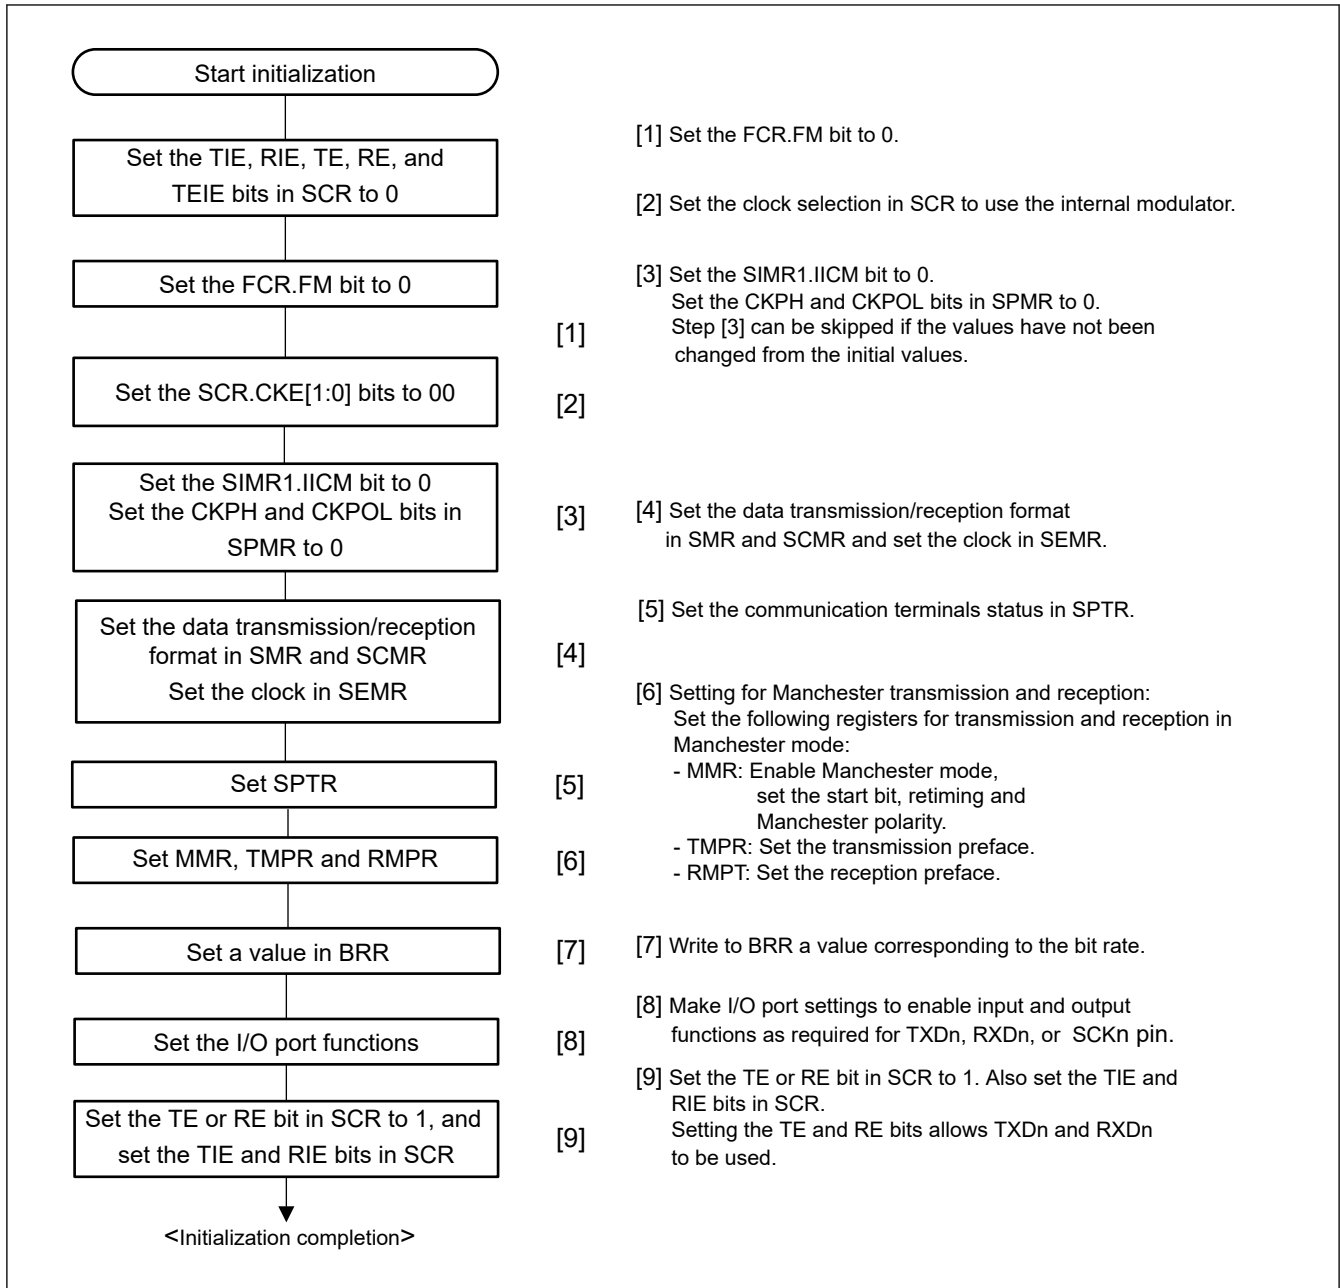 Start initialization
Set the TIE, RIE, TE, RE, and
TEIE bits in SCR to 0
Set the FCR.FM bit to 0
[1]
Set the SCR.CKE[1:0] bits to 00
[2]
Set the SIMR1.IICM bit to 0
Set the CKPH and CKPOL bits in
SPMR to 0
[3]
Set the data transmission/reception
format in SMR and SCMR
Set the clock in SEMR
[4]
Set SPTR
[5]
Set MMR, TMPR and RMPR
[6]
Set a value in BRR
[7]
Set the I/O port functions
[8]
Set the TE or RE bit in SCR to 1, and
set the TIE and RIE bits in SCR
[9]
<Initialization completion>
[1] Set the FCR.FM bit to 0.
[2] Set the clock selection in SCR to use the internal modulator.
[3] Set the SIMR1.IICM bit to 0.
Set the CKPH and CKPOL bits in SPMR to 0.
Step [3] can be skipped if the values have not been
changed from the initial values.
[4] Set the data transmission/reception format
in SMR and SCMR and set the clock in SEMR.
[5] Set the communication terminals status in SPTR.
[6] Setting for Manchester transmission and reception:
Set the following registers for transmission and reception in
Manchester mode:
- MMR: Enable Manchester mode,
set the start bit, retiming and
Manchester polarity.
- TMPR: Set the transmission preface.
- RMPT: Set the reception preface.
[7] Write to BRR a value corresponding to the bit rate.
[8] Make I/O port settings to enable input and output
functions as required for TXDn, RXDn, or SCKn pin.
[9] Set the TE or RE bit in SCR to 1. Also set the TIE and
RIE bits in SCR.
Setting the TE and RE bits allows TXDn and RXDn
to be used.